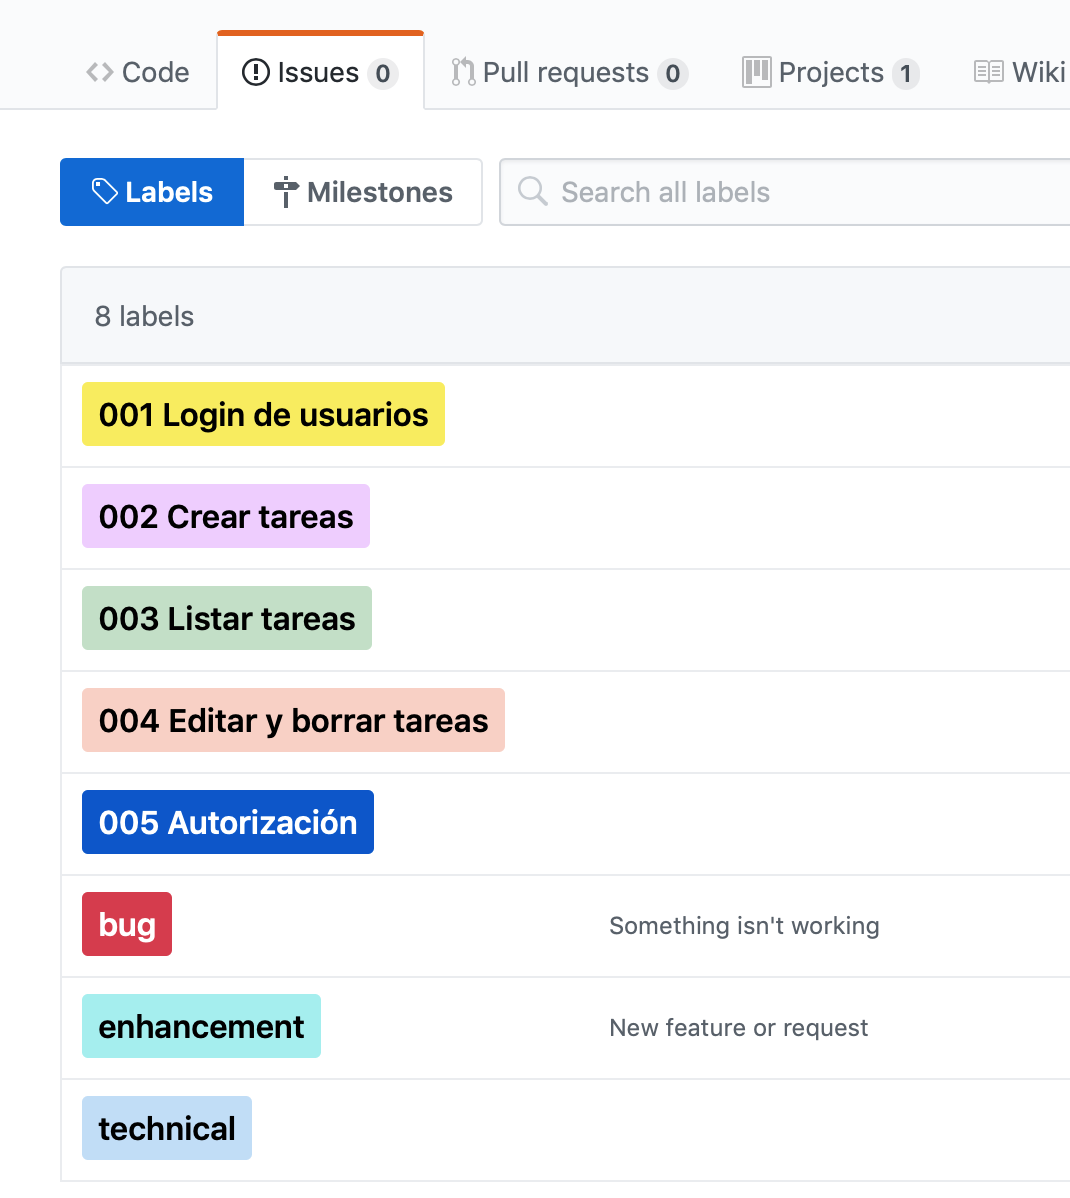 Code Issues 0 Pull requests 0 Projects 1 Wiki
Labels Milestones Search all labels
8 labels
001 Login de usuarios
002 Crear tareas
003 Listar tareas
004 Editar y borrar tareas
005 Autorización
bug Something isn't working
enhancement New feature or request
technical